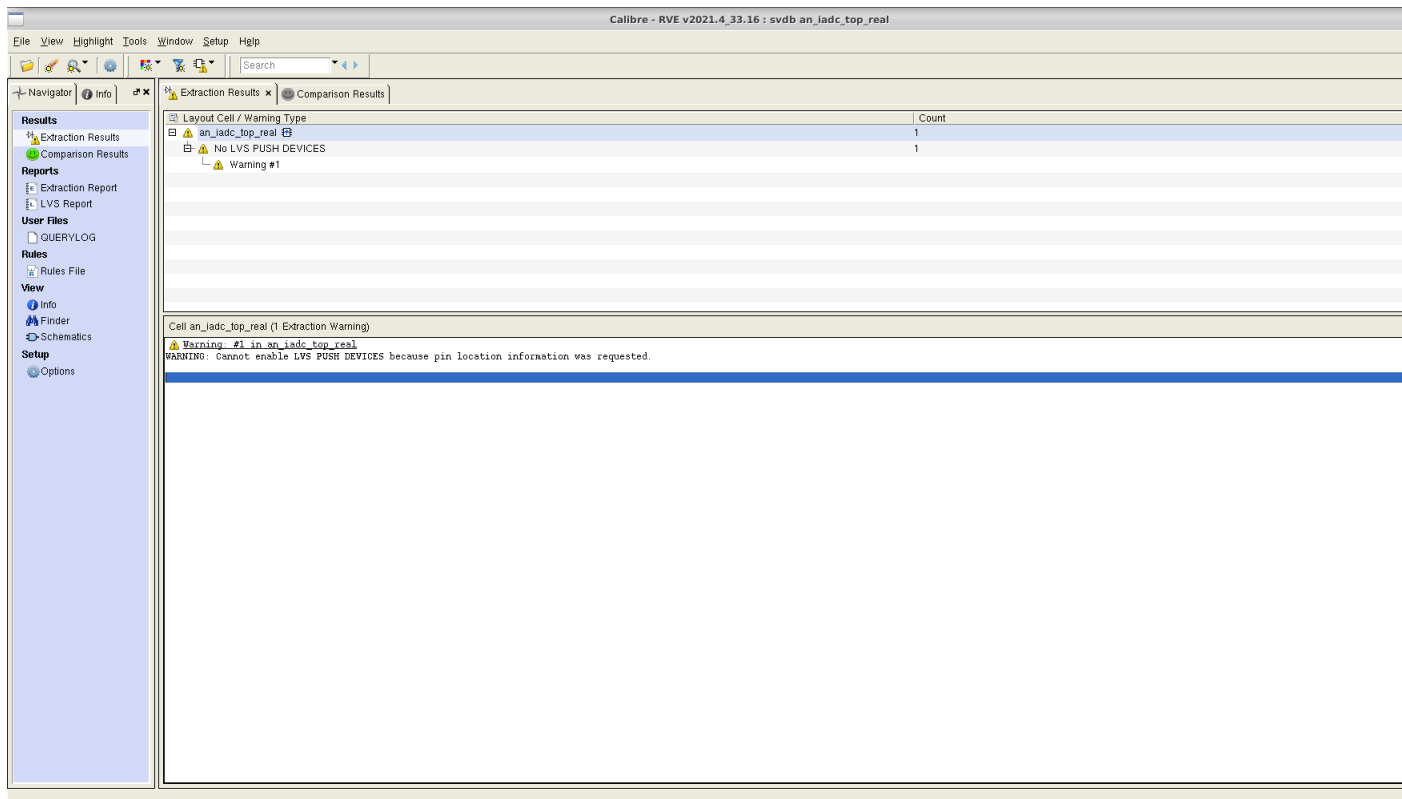 Calibre - RVE v2021.4_33.16 : svdb an_iadc_top_real
File View Highlight Tools Window Setup Help
Search
Navigator Info
Extraction Results Comparison Results
Results
Extraction Results
Comparison Results
Reports
Extraction Report
LVS Report
User Files
QUERYLOG
Rules
Rules File
View
Info
Finder
Schematics
Setup
Options
Layout Cell / Warning Type Count
an_iadc_top_real 1
No LVS PUSH DEVICES 1
Warning #1
Cell an_iadc_top_real (1 Extraction Warning)
Warning: #1 in an_iadc_top_real
WARNING: Cannot enable LVS PUSH DEVICES because pin location information was requested.